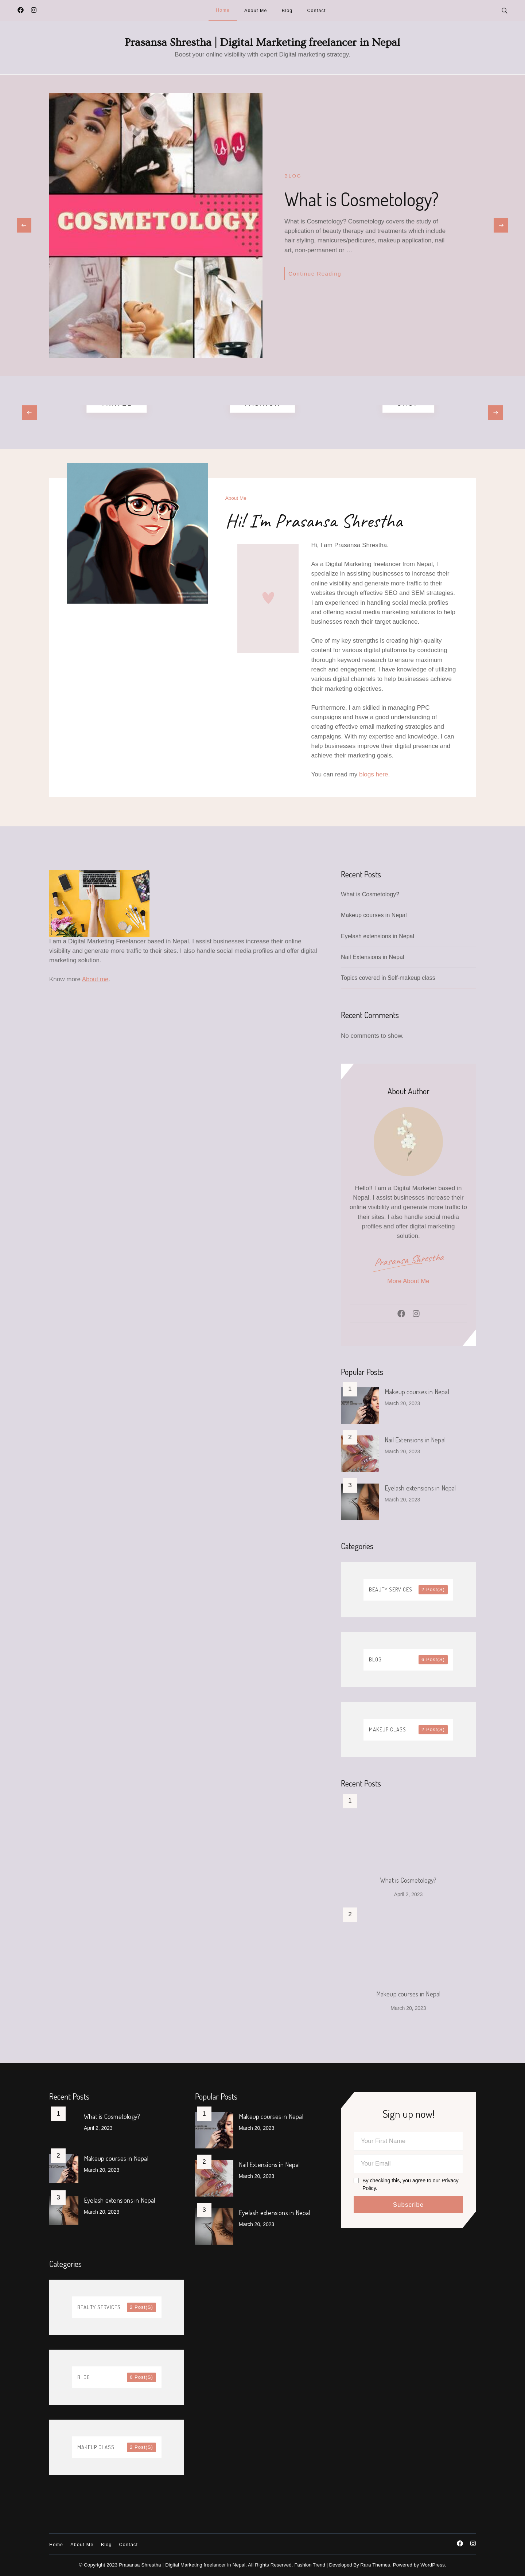 Home
About Me
Blog
Contact
Prasansa Shrestha | Digital Marketing freelancer in Nepal
Boost your online visibility with expert Digital marketing strategy.
COSMETOLOGY
BLOG
What is Cosmetology?
What is Cosmetology? Cosmetology covers the study of
application of beauty therapy and treatments which include
hair styling, manicures/pedicures, makeup application, nail
art, non-permanent or …
Continue Reading
About Me
Hi! I'm Prasansa Shrestha
Hi, I am Prasansa Shrestha.
As a Digital Marketing freelancer from Nepal, I
specialize in assisting businesses to increase their
online visibility and generate more traffic to their
websites through effective SEO and SEM strategies.
I am experienced in handling social media profiles
and offering social media marketing solutions to help
businesses reach their target audience.
One of my key strengths is creating high-quality
content for various digital platforms by conducting
thorough keyword research to ensure maximum
reach and engagement. I have knowledge of utilizing
various digital channels to help businesses achieve
their marketing objectives.
Furthermore, I am skilled in managing PPC
campaigns and have a good understanding of
creating effective email marketing strategies and
campaigns. With my expertise and knowledge, I can
help businesses improve their digital presence and
achieve their marketing goals.
You can read my blogs here.
I am a Digital Marketing Freelancer based in Nepal. I assist businesses increase their online
visibility and generate more traffic to their sites. I also handle social media profiles and offer digital
marketing solution.
Know more About me.
Recent Posts
What is Cosmetology?
Makeup courses in Nepal
Eyelash extensions in Nepal
Nail Extensions in Nepal
Topics covered in Self-makeup class
Recent Comments
No comments to show.
About Author
Hello!! I am a Digital Marketer based in
Nepal. I assist businesses increase their
online visibility and generate more traffic to
their sites. I also handle social media
profiles and offer digital marketing
solution.
Prasansa Shrestha
More About Me
Popular Posts
1
Makeup courses in Nepal
March 20, 2023
2
Nail Extensions in Nepal
March 20, 2023
3
Eyelash extensions in Nepal
March 20, 2023
Categories
BEAUTY SERVICES
2 Post(S)
BLOG
6 Post(S)
MAKEUP CLASS
2 Post(S)
Recent Posts
1
What is Cosmetology?
April 2, 2023
2
Makeup courses in Nepal
March 20, 2023
Recent Posts
1
What is Cosmetology?
April 2, 2023
2
Makeup courses in Nepal
March 20, 2023
3
Eyelash extensions in Nepal
March 20, 2023
Categories
BEAUTY SERVICES
2 Post(S)
BLOG
6 Post(S)
MAKEUP CLASS
2 Post(S)
Popular Posts
1
Makeup courses in Nepal
March 20, 2023
2
Nail Extensions in Nepal
March 20, 2023
3
Eyelash extensions in Nepal
March 20, 2023
Sign up now!
Your First Name
Your Email
By checking this, you agree to our Privacy
Policy.
Subscribe
Home
About Me
Blog
Contact
© Copyright 2023 Prasansa Shrestha | Digital Marketing freelancer in Nepal. All Rights Reserved. Fashion Trend | Developed By Rara Themes. Powered by WordPress.